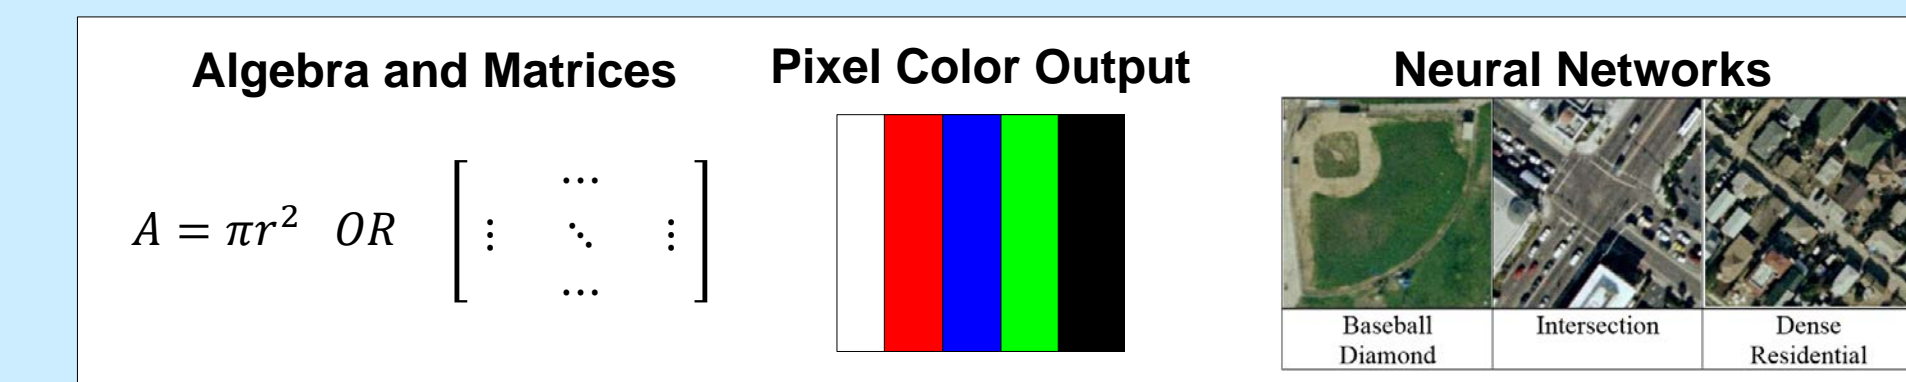 Algebra and Matrices
Pixel Color Output
Neural Networks
A = πr² OR [ ⋯ ⋮ ⋱ ⋮ ⋯ ]
Baseball
Diamond
Intersection
Dense
Residential